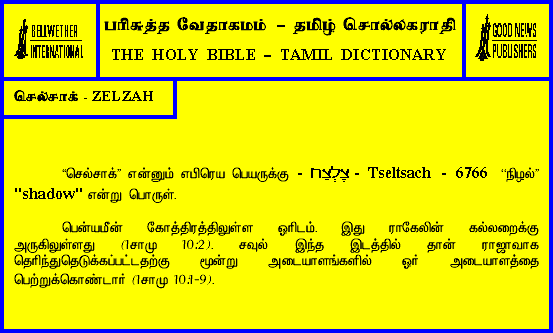 BELLWETHER
INTERNATIONAL
பரிசுத்த வேதாகமம் – தமிழ் சொல்லகராதி
THE HOLY BIBLE – TAMIL DICTIONARY
GOOD NEWS
PUBLISHERS
செல்சாக் - ZELZAH
“செல்சாக்” என்னும் எபிரெய பெயருக்கு - צֶלְצַח - Tseltsach - 6766 “நிழல்”
"shadow" என்று பொருள்.
பென்யமீன் கோத்திரத்திலுள்ள ஓரிடம். இது ராகேலின் கல்லறைக்கு
அருகிலுள்ளது (1சாமு 10:2). சவுல் இந்த இடத்தில் தான் ராஜாவாக
தெரிந்துதெடுக்கப்பட்டதற்கு மூன்று அடையாளங்களில் ஓர் அடையாளத்தை
பெற்றுக்கொண்டார் (1சாமு 10:1-9).